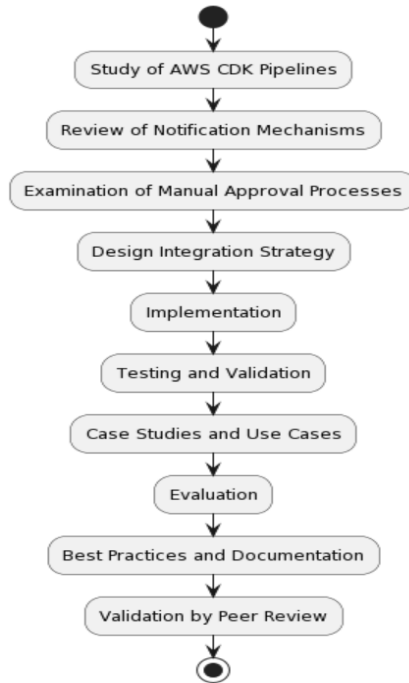 Study of AWS CDK Pipelines
Review of Notification Mechanisms
Examination of Manual Approval Processes
Design Integration Strategy
Implementation
Testing and Validation
Case Studies and Use Cases
Evaluation
Best Practices and Documentation
Validation by Peer Review